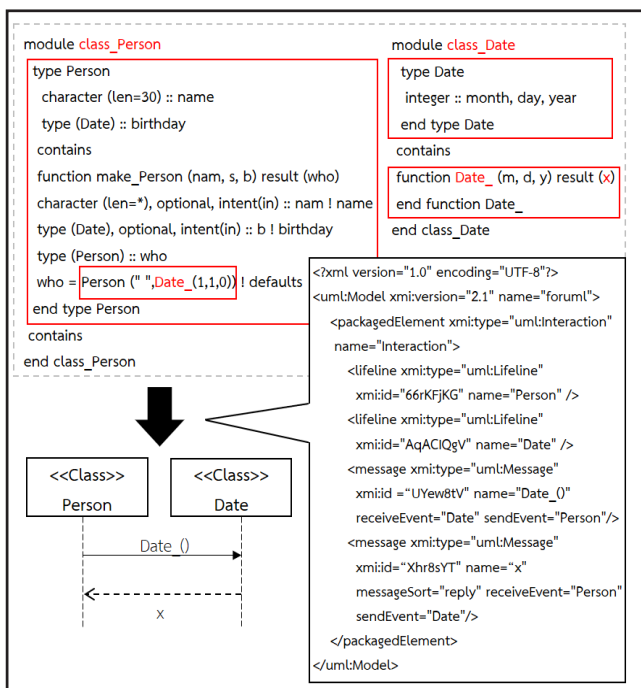 module class_Person
type Person
character (len=30) :: name
type (Date) :: birthday
contains
function make_Person (nam, s, b) result (who)
character (len=*), optional, intent(in) :: nam ! name
type (Date), optional, intent(in) :: b ! birthday
type (Person) :: who
who = Person (" ",Date_(1,1,0)) ! defaults
end type Person
contains
end class_Person
module class_Date
type Date
integer :: month, day, year
end type Date
contains
function Date_ (m, d, y) result (x)
end function Date_
end class_Date
<?xml version="1.0" encoding="UTF-8"?>
<uml:Model xmi:version="2.1" name="foruml">
<packagedElement xmi:type="uml:Interaction"
name="Interaction">
<lifeline xmi:type="uml:Lifeline"
xmi:id="66rKFjKG" name="Person" />
<lifeline xmi:type="uml:Lifeline"
xmi:id="AqACIQgV" name="Date" />
<message xmi:type="uml:Message"
xmi:id =“UYew8tV" name="Date_()"
receiveEvent="Date" sendEvent="Person"/>
<message xmi:type="uml:Message"
xmi:id=“Xhr8sYT" name=“x"
messageSort="reply" receiveEvent="Person"
sendEvent="Date"/>
</packagedElement>
</uml:Model>
<<Class>>
Person
<<Class>>
Date
Date_()
x